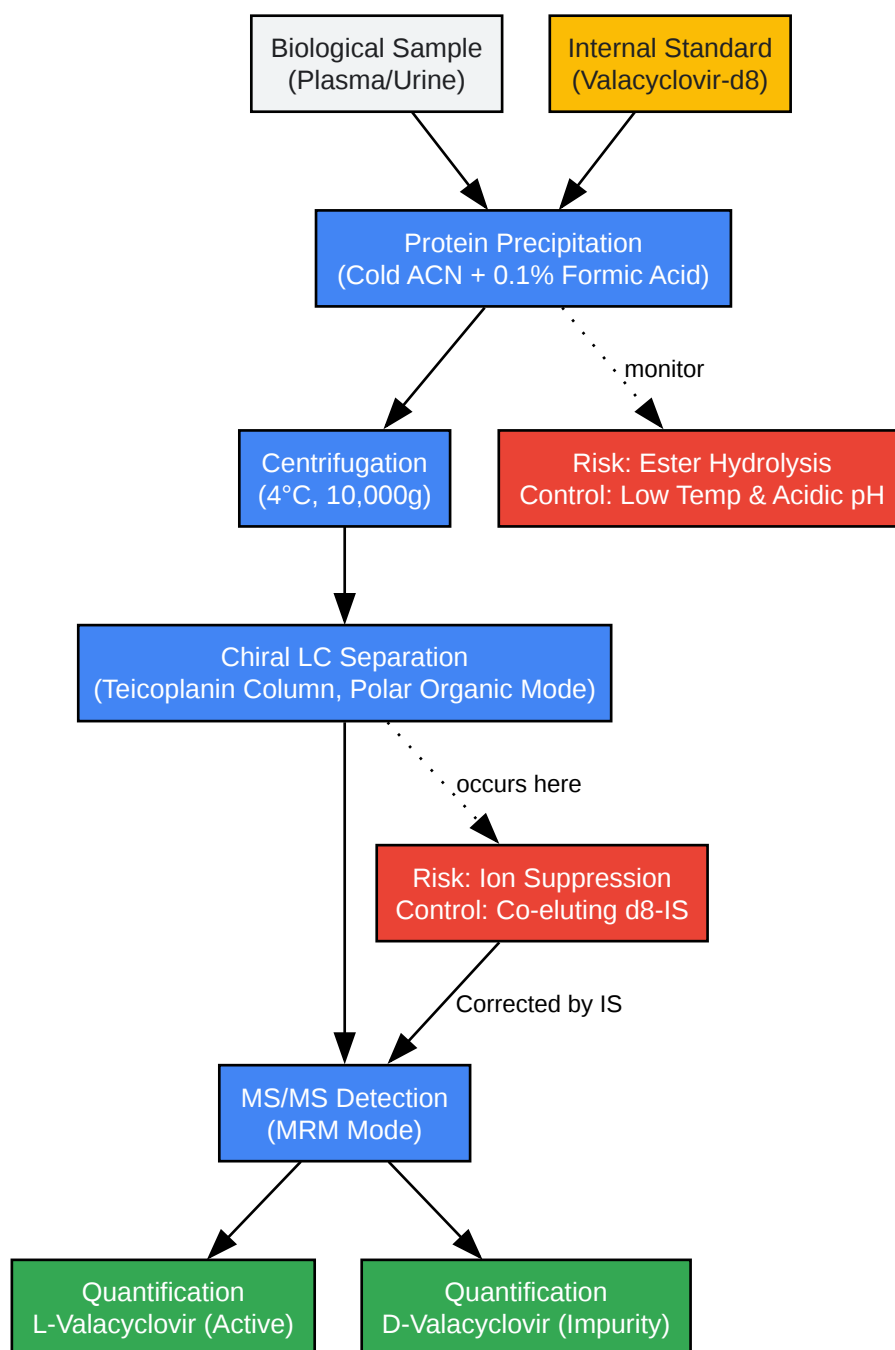 Biological Sample
(Plasma/Urine)
Internal Standard
(Valacyclovir-d8)
Protein Precipitation
(Cold ACN + 0.1% Formic Acid)
monitor
Centrifugation
(4°C, 10,000g)
Risk: Ester Hydrolysis
Control: Low Temp & Acidic pH
Chiral LC Separation
(Teicoplanin Column, Polar Organic Mode)
occurs here
Risk: Ion Suppression
Control: Co-eluting d8-IS
Corrected by IS
MS/MS Detection
(MRM Mode)
Quantification
L-Valacyclovir (Active)
Quantification
D-Valacyclovir (Impurity)